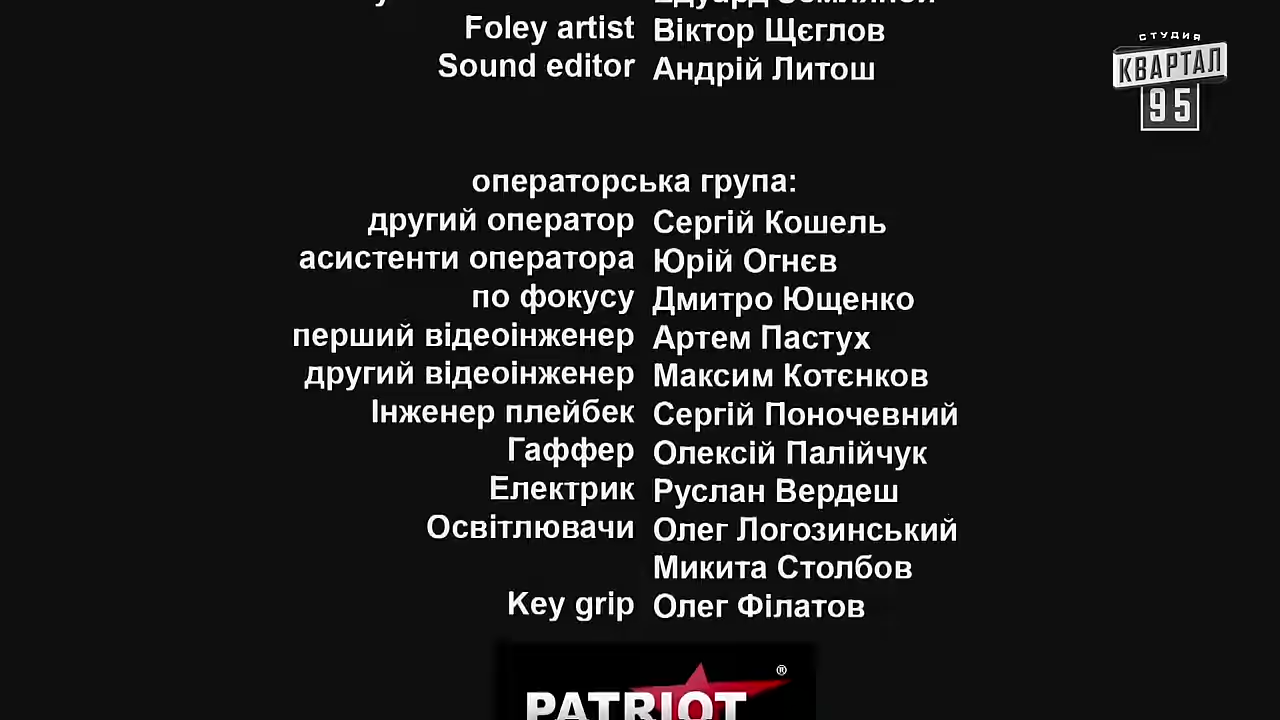 Foley artist Віктор Щєглов
Sound editor Андрій Литош
СТУДИЯ
КВАРТАЛ
95
операторська група:
другий оператор Сергій Кошель
асистенти оператора Юрій Огнєв
по фокусу Дмитро Ющенко
перший відеоінженер Артем Пастух
другий відеоінженер Максим Котєнков
Інженер плейбек Сергій Поночевний
Гаффер Олексій Палійчук
Електрик Руслан Вердеш
Освітлювачи Олег Логозинський
Микита Столбов
Key grip Олег Філатов
PATRIOT ®